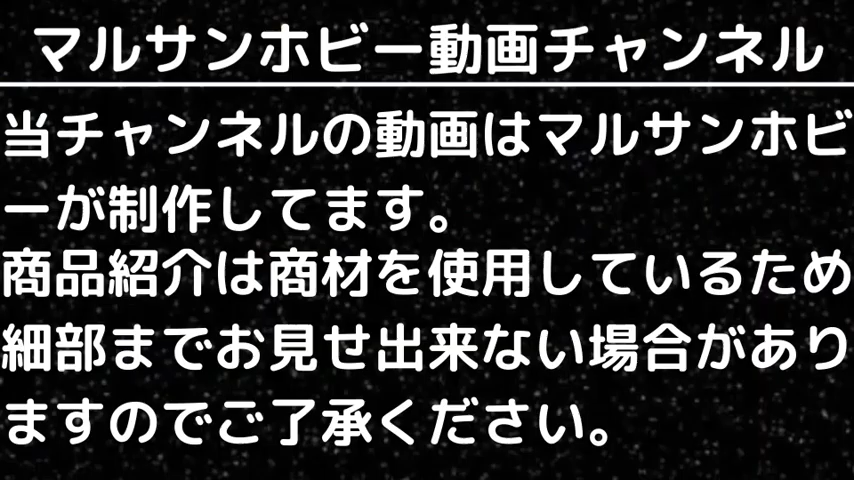 マルサンホビー動画チャンネル
当チャンネルの動画はマルサンホビ
ーが制作してます。
商品紹介は商材を使用しているため
細部までお見せ出来ない場合があり
ますのでご了承ください。